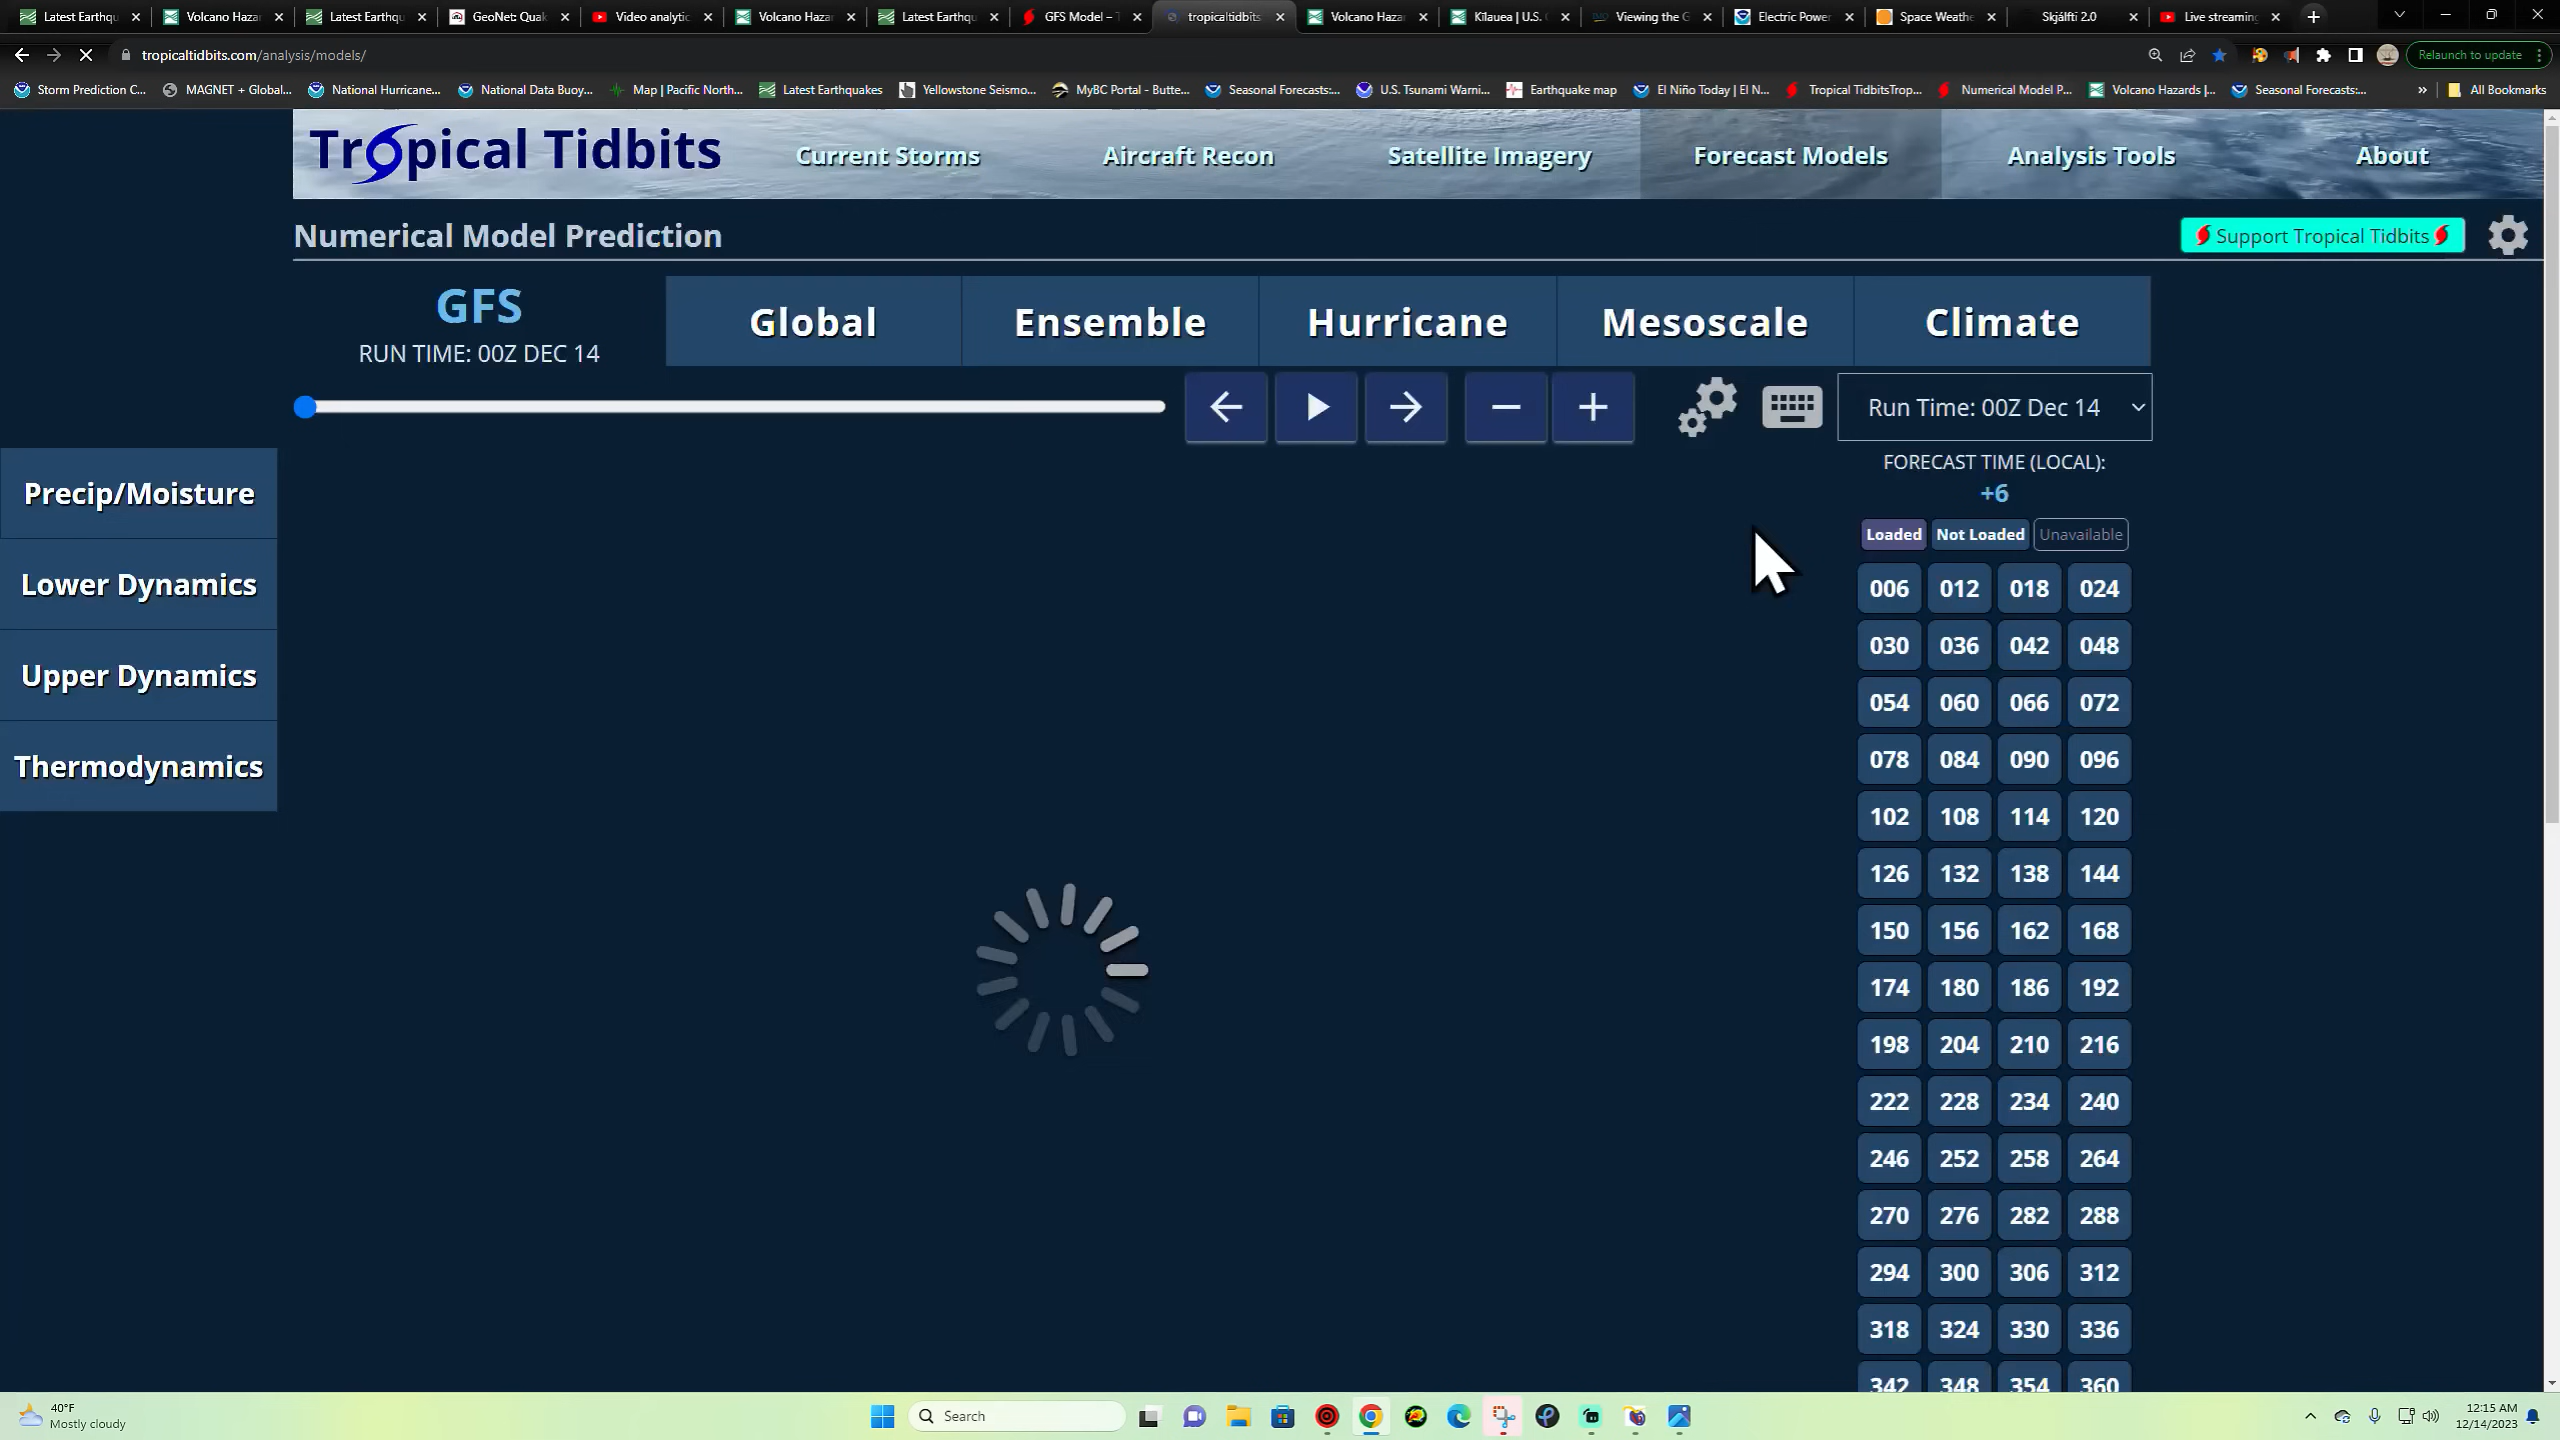 Latest Earthqu
Volcano Hazar
Latest Earthqu
GeoNet: Quak
Video analytic
Volcano Hazar
Latest Earthqu
GFS Model – T
tropicaltidbits
Volcano Hazar
Kīlauea | U.S. G
Viewing the G
Electric Power
Space Weathe
Skjálfti 2.0
Live streaming
tropicaltidbits.com/analysis/models/
Relaunch to update
Storm Prediction C...
MAGNET + Global...
National Hurricane...
National Data Buoy...
Map | Pacific North...
Latest Earthquakes
Yellowstone Seismo...
MyBC Portal - Butte...
Seasonal Forecasts:...
U.S. Tsunami Warni...
Earthquake map
El Niño Today | El N...
Tropical TidbitsTrop...
Numerical Model P...
Volcano Hazards |...
Seasonal Forecasts:...
All Bookmarks
Tropical Tidbits
Current Storms
Aircraft Recon
Satellite Imagery
Forecast Models
Analysis Tools
About
Numerical Model Prediction
Support Tropical Tidbits
GFS
RUN TIME: 00Z DEC 14
Global
Ensemble
Hurricane
Mesoscale
Climate
Run Time: 00Z Dec 14
Precip/Moisture
Lower Dynamics
Upper Dynamics
Thermodynamics
FORECAST TIME (LOCAL):
+6
Loaded Not Loaded Unavailable
006 012 018 024
030 036 042 048
054 060 066 072
078 084 090 096
102 108 114 120
126 132 138 144
150 156 162 168
174 180 186 192
198 204 210 216
222 228 234 240
246 252 258 264
270 276 282 288
294 300 306 312
318 324 330 336
342 348 354 360
40°F
Mostly cloudy
Search
12:15 AM
12/14/2023